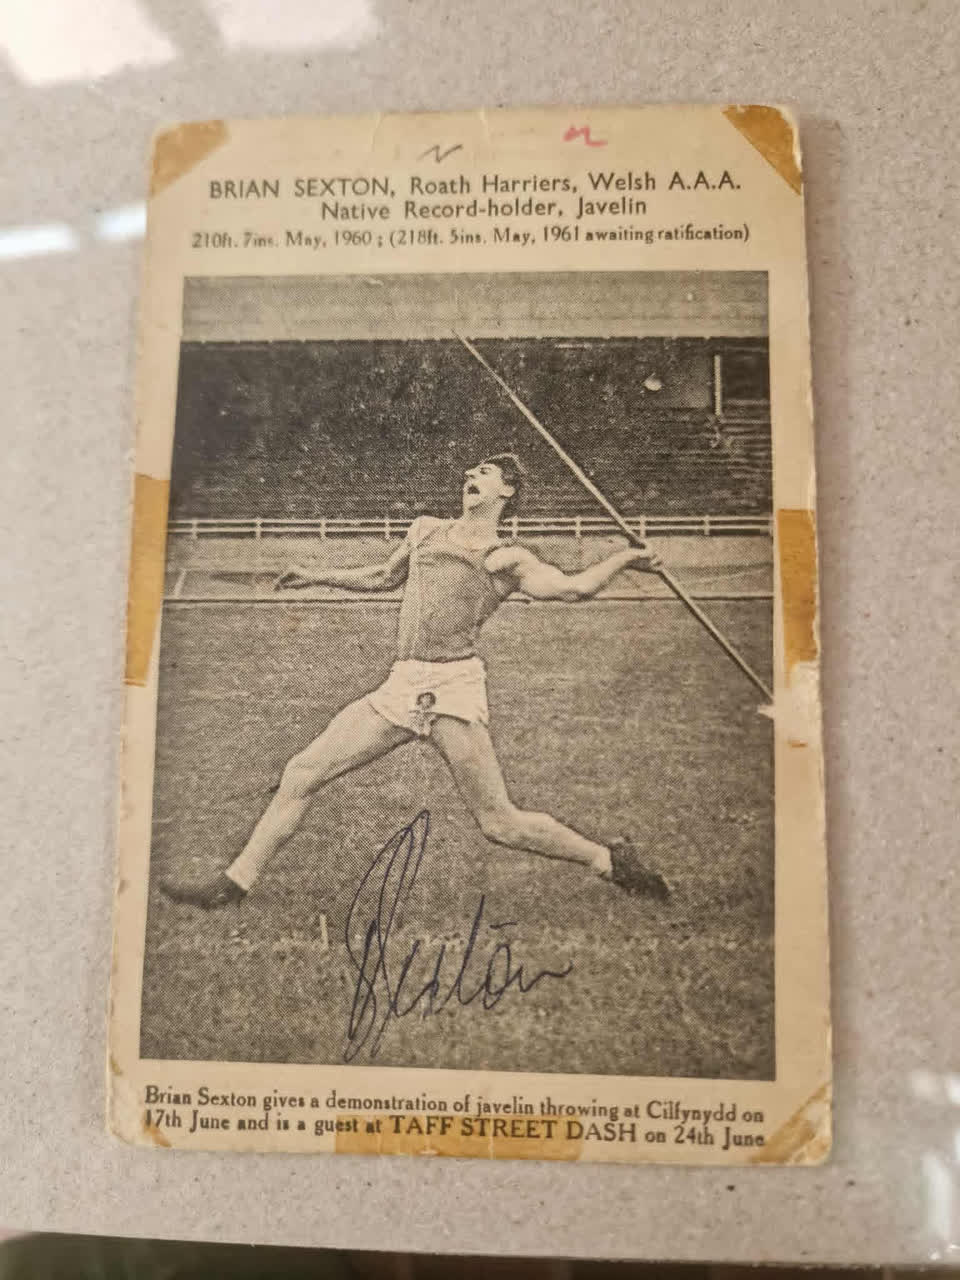 BRIAN SEXTON, Roath Harriers, Welsh A.A.A.
Native Record-holder, Javelin
210ft. 7ins. May, 1960 ; (218ft. 5ins. May, 1961 awaiting ratification)
B Sexton
Brian Sexton gives a demonstration of javelin throwing at Cilfynydd on
17th June and is a guest at TAFF STREET DASH on 24th June